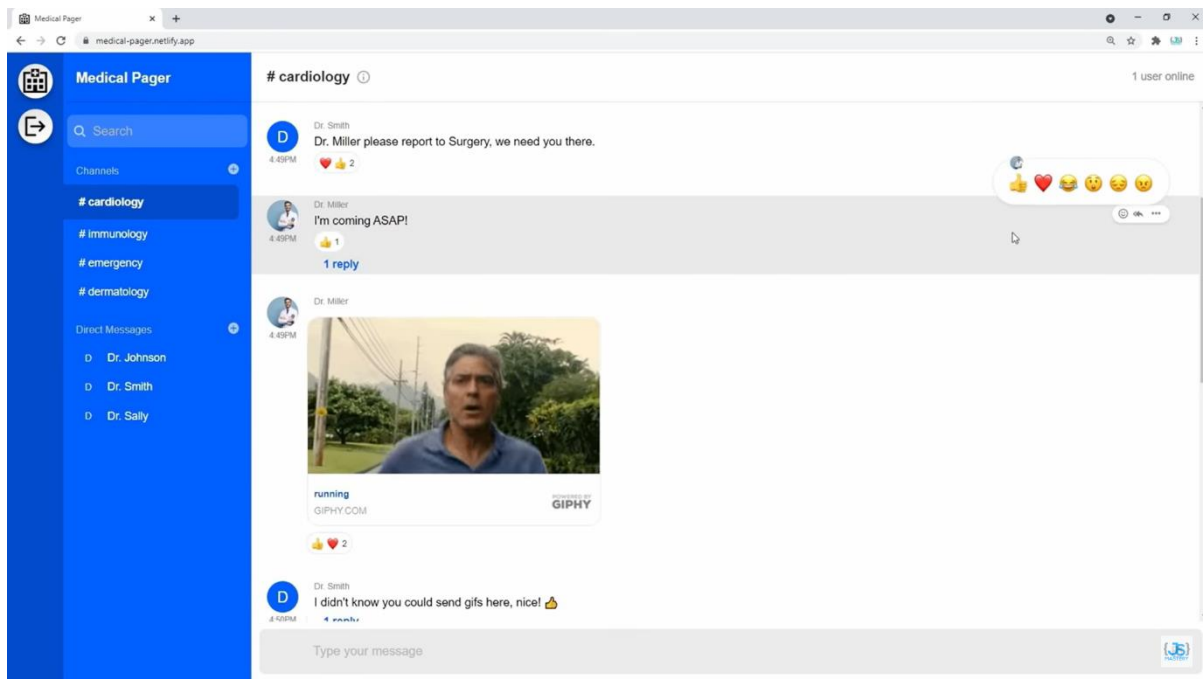 Medical Pager
medical-pager.netlify.app
Medical Pager
Search
Channels
# cardiology
# immunology
# emergency
# dermatology
Direct Messages
D Dr. Johnson
D Dr. Smith
D Dr. Sally
# cardiology
1 user online
Dr. Smith
D
Dr. Miller please report to Surgery, we need you there.
4:49PM
2
Dr. Miller
I'm coming ASAP!
4:49PM
1
1 reply
Dr. Miller
4:49PM
running
POWERED BY
GIPHY
GIPHY.COM
2
Dr. Smith
D
I didn't know you could send gifs here, nice! 👍
4:50PM
1 reply
Type your message
{JS}
MASTERY